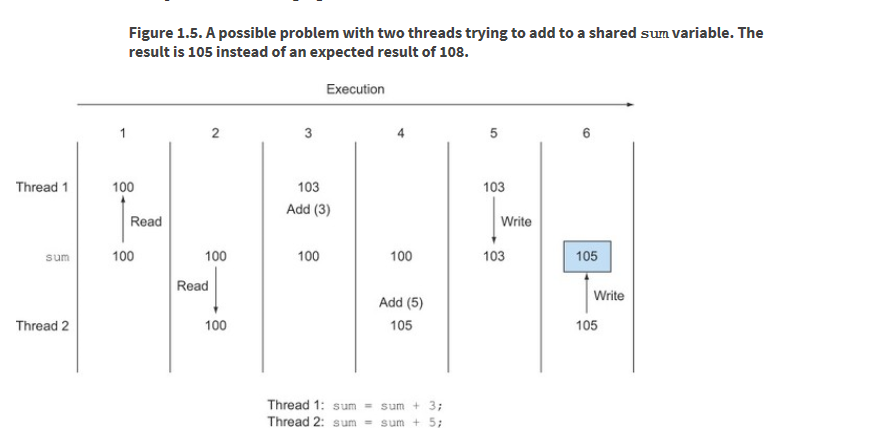 Figure 1.5. A possible problem with two threads trying to add to a shared sum variable. The
result is 105 instead of an expected result of 108.
Execution
1 2 3 4 5 6
Thread 1 100 103 103
Add (3)
Read Write
sum 100 100 100 100 103 105
Read
Write
Add (5)
Thread 2 100 105 105
Thread 1: sum = sum + 3;
Thread 2: sum = sum + 5;